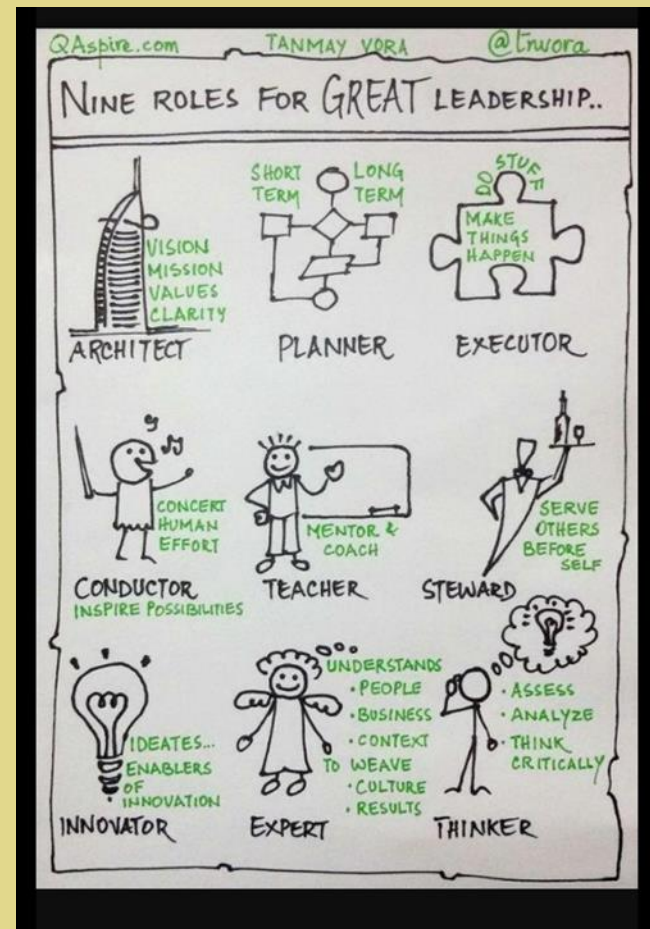 QAspire.com TANMAY VORA @tnvora
NINE ROLES FOR GREAT LEADERSHIP..
VISION
MISSION
VALUES
CLARITY
ARCHITECT
SHORT TERM
LONG TERM
PLANNER
DO STUFF
MAKE
THINGS
HAPPEN
EXECUTOR
CONCERT
HUMAN
EFFORT
CONDUCTOR
INSPIRE POSSIBILITIES
MENTOR &
COACH
TEACHER
SERVE
OTHERS
BEFORE
SELF
STEWARD
IDEATES...
ENABLERS
OF
INNOVATION
INNOVATOR
UNDERSTANDS
• PEOPLE
• BUSINESS
• CONTEXT
TO WEAVE
• CULTURE
• RESULTS
EXPERT
• ASSESS
• ANALYZE
• THINK
CRITICALLY
THINKER